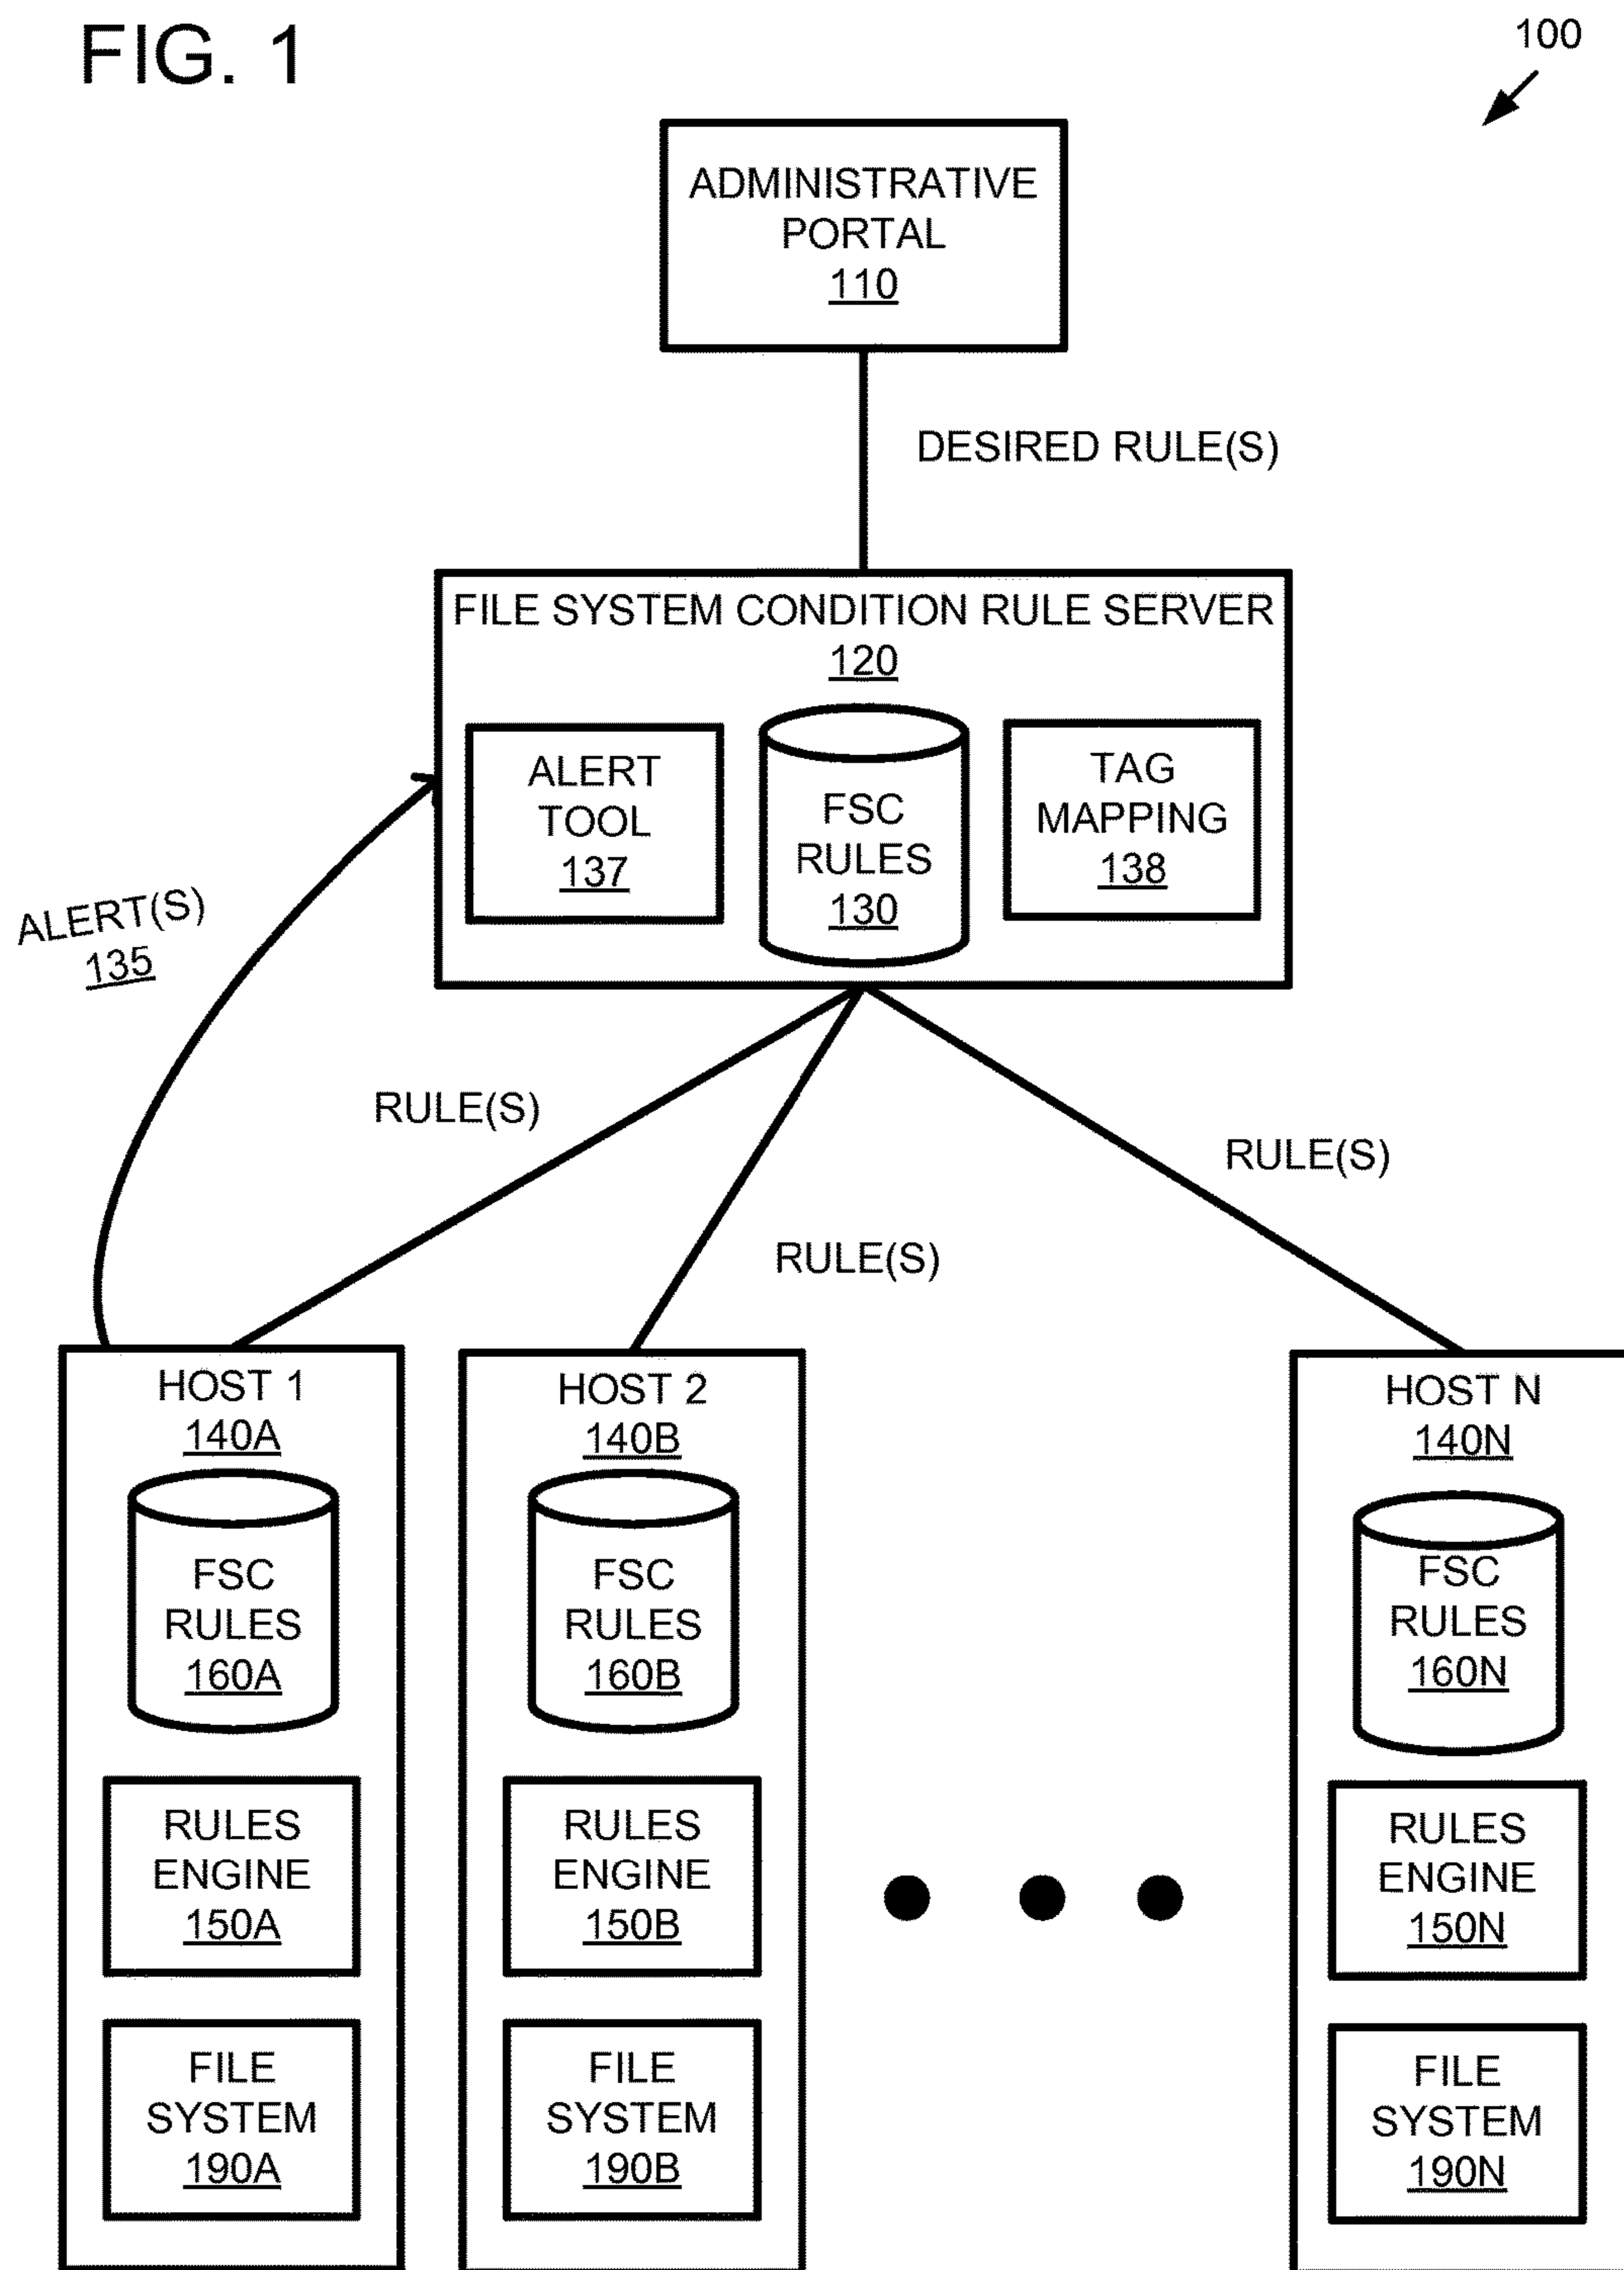 FIG. 1
100
ADMINISTRATIVE
PORTAL
110
DESIRED RULE(S)
FILE SYSTEM CONDITION RULE SERVER
120
ALERT
TOOL
137
FSC
RULES
130
TAG
MAPPING
138
ALERT(S)
135
RULE(S)
RULE(S)
RULE(S)
HOST 1
140A
FSC
RULES
160A
RULES
ENGINE
150A
FILE
SYSTEM
190A
HOST 2
140B
FSC
RULES
160B
RULES
ENGINE
150B
FILE
SYSTEM
190B
HOST N
140N
FSC
RULES
160N
RULES
ENGINE
150N
FILE
SYSTEM
190N